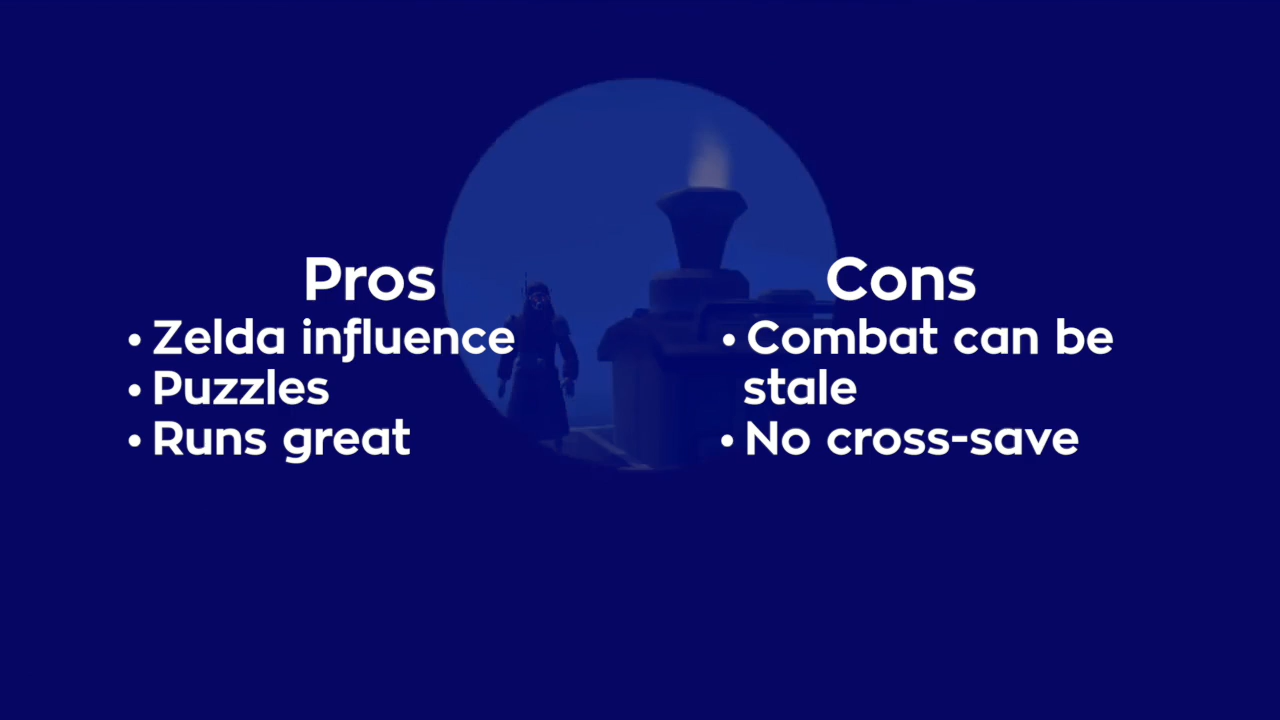 Pros
• Zelda influence
• Puzzles
• Runs great
Cons
• Combat can be
stale
• No cross-save